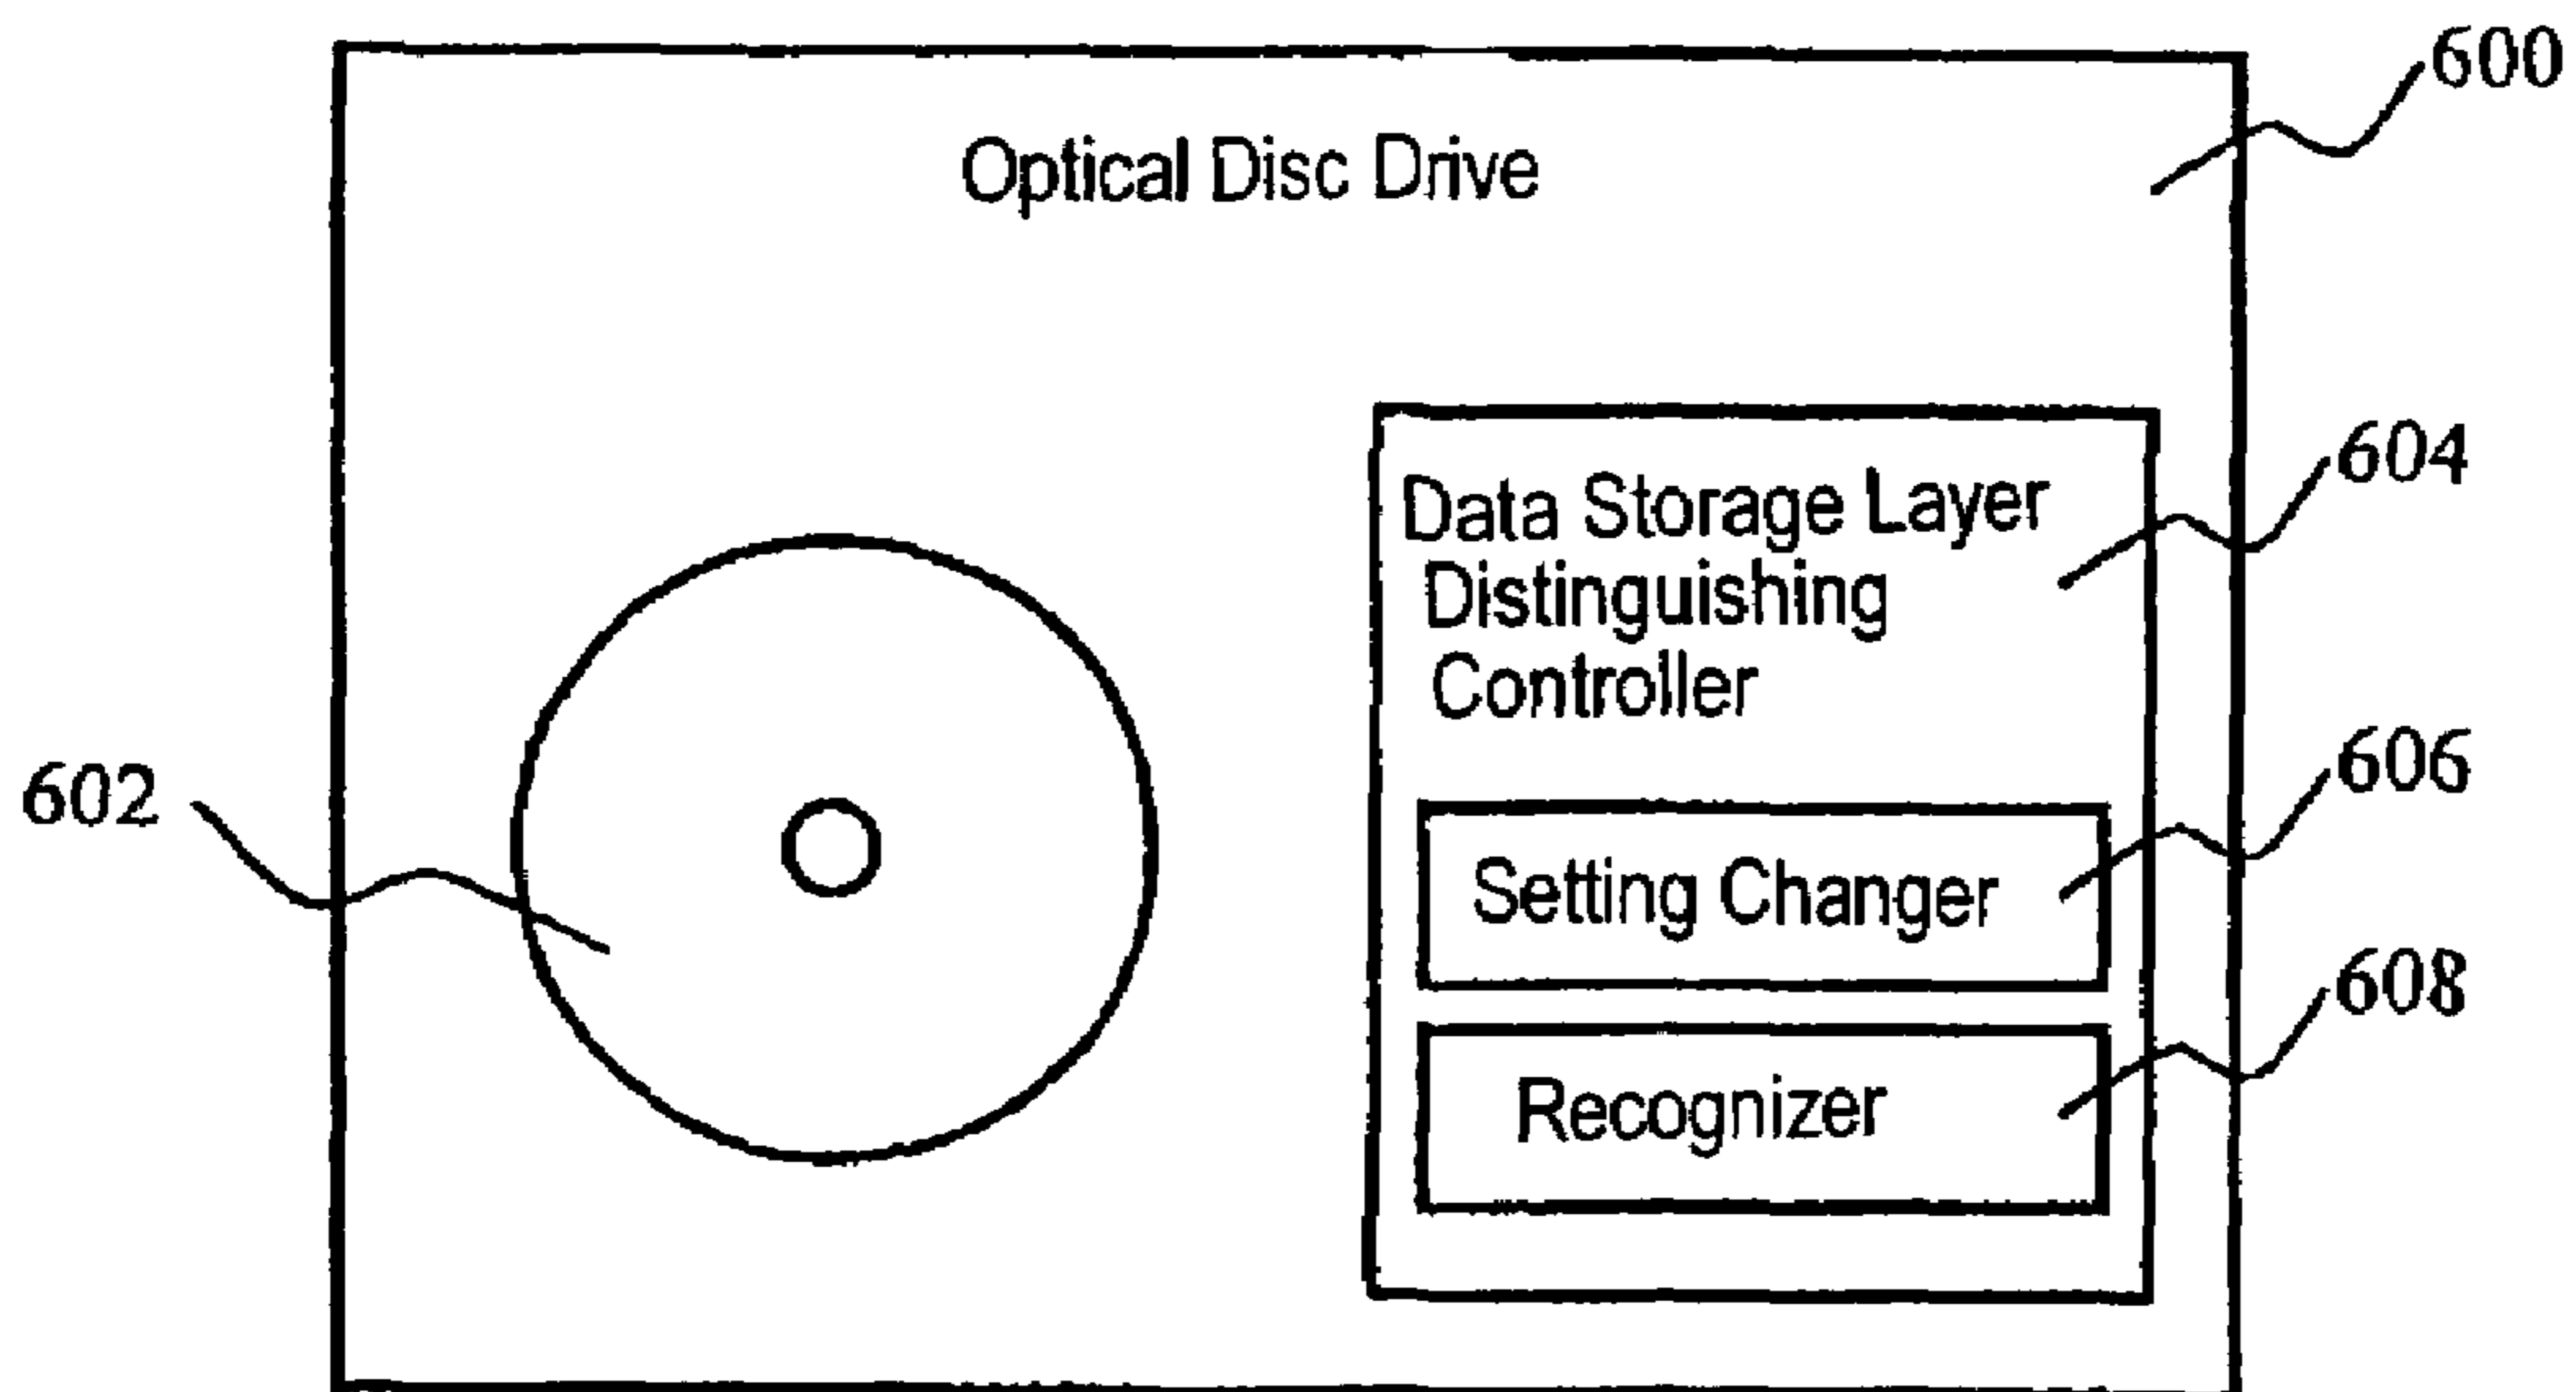 600
Optical Disc Drive
604
Data Storage Layer
Distinguishing
Controller
602
606
Setting Changer
608
Recognizer